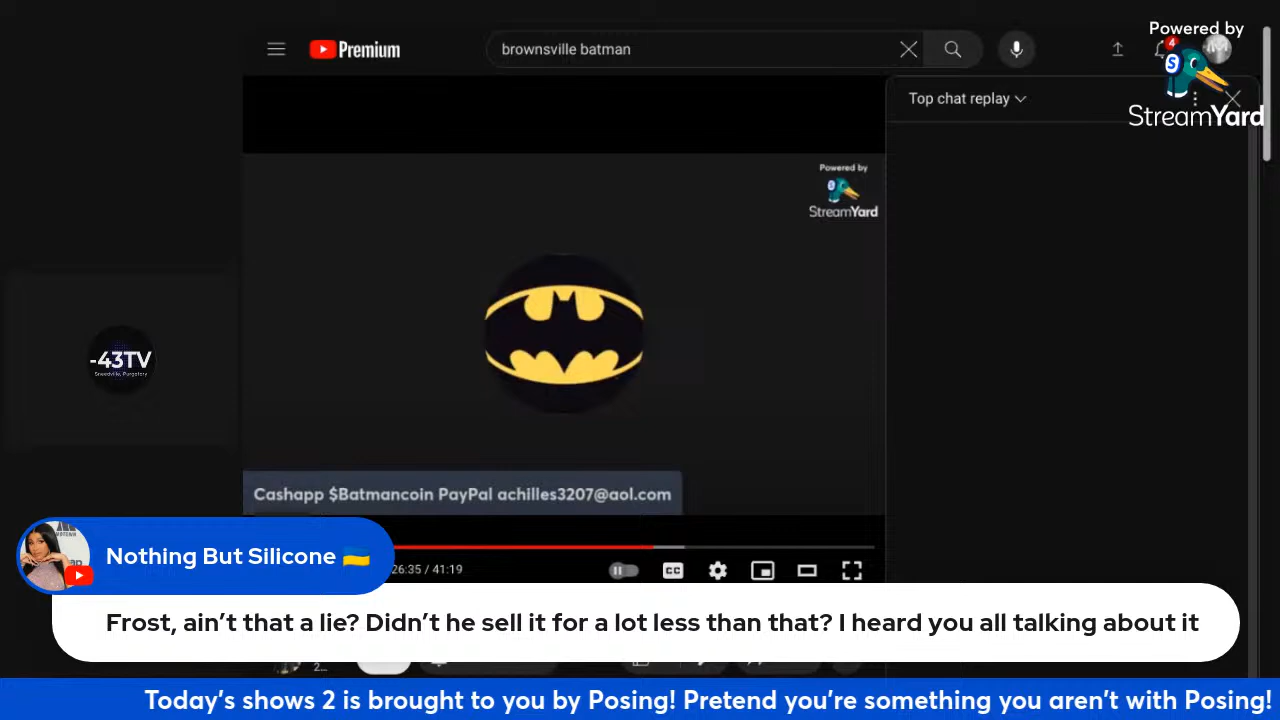 Powered by
StreamYard
Premium
brownsville batman
4
Top chat replay
Powered by
StreamYard
-43TV
Cashapp $Batmancoin PayPal achilles3207@aol.com
26:35 / 41:19
CC
Nothing But Silicone
Frost, ain't that a lie? Didn't he sell it for a lot less than that? I heard you all talking about it
2...
Today's shows 2 is brought to you by Posing! Pretend you're something you aren't with Posing!